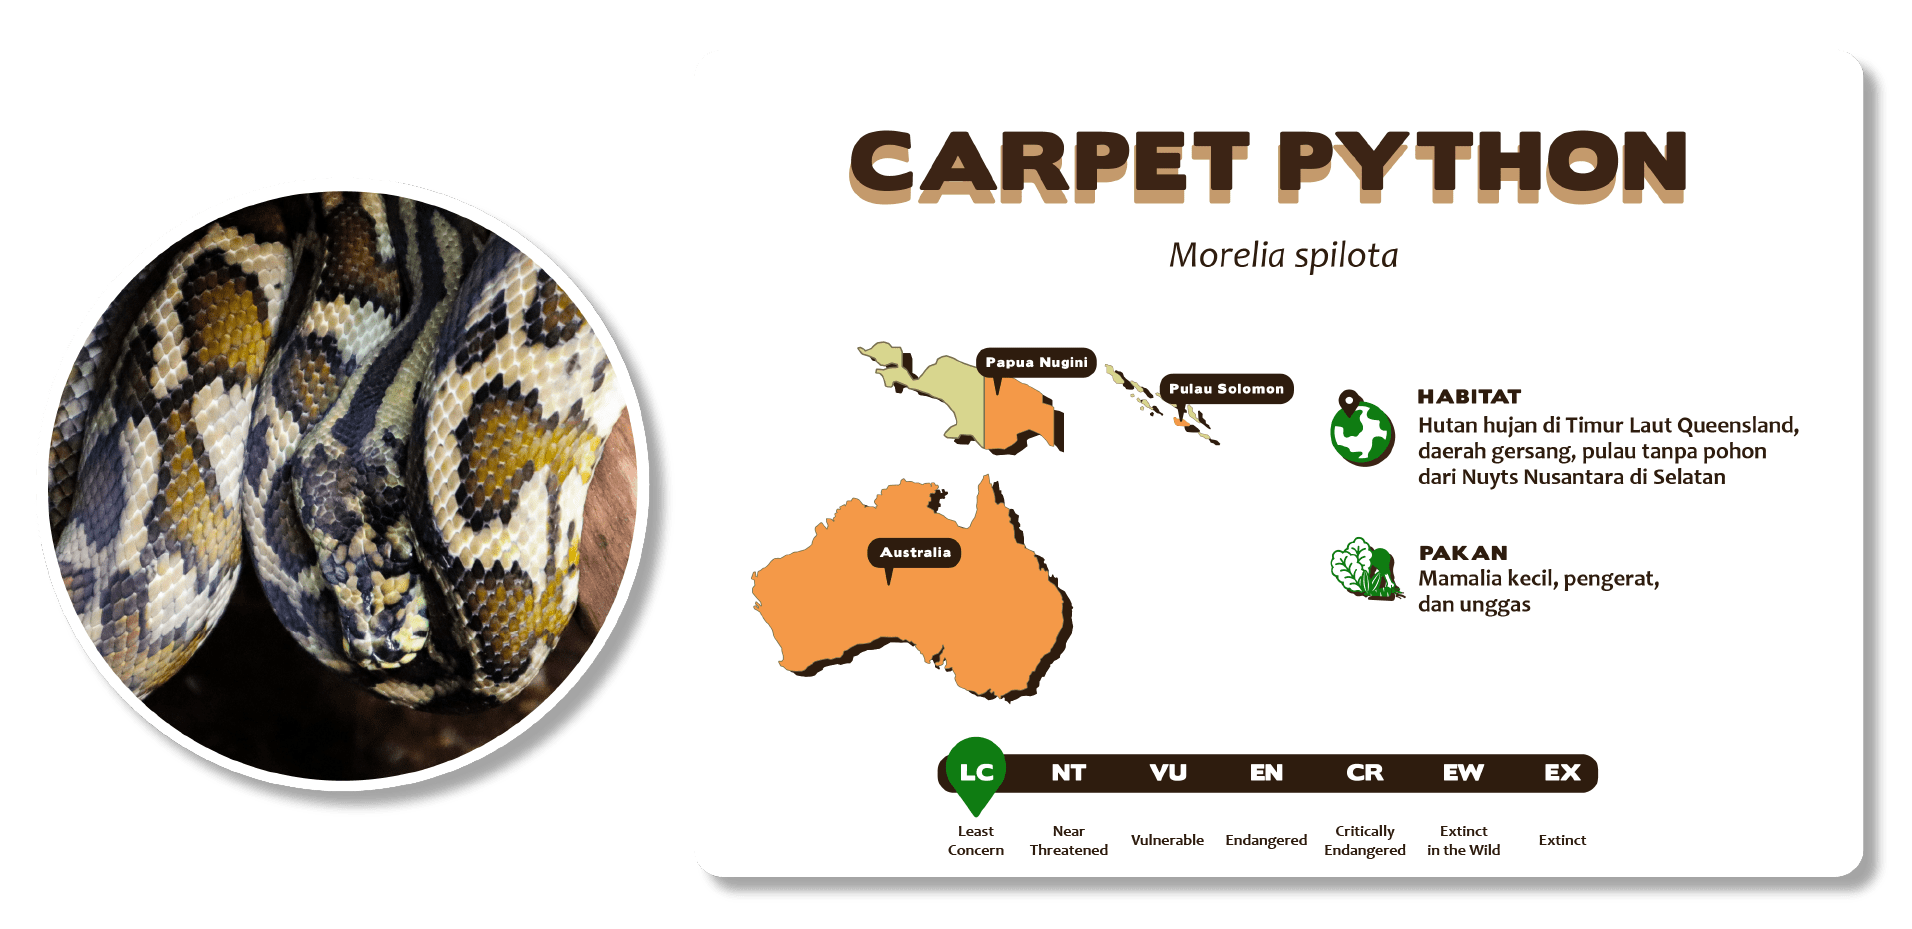 CARPET PYTHON
Morelia spilota
Papua Nugini
Pulau Solomon
Australia
HABITAT
Hutan hujan di Timur Laut Queensland,
daerah gersang, pulau tanpa pohon
dari Nuyts Nusantara di Selatan
PAKAN
Mamalia kecil, pengerat,
dan unggas
LC NT VU EN CR EW EX
Least
Concern
Near
Threatened
Vulnerable
Endangered
Critically
Endangered
Extinct
in the Wild
Extinct